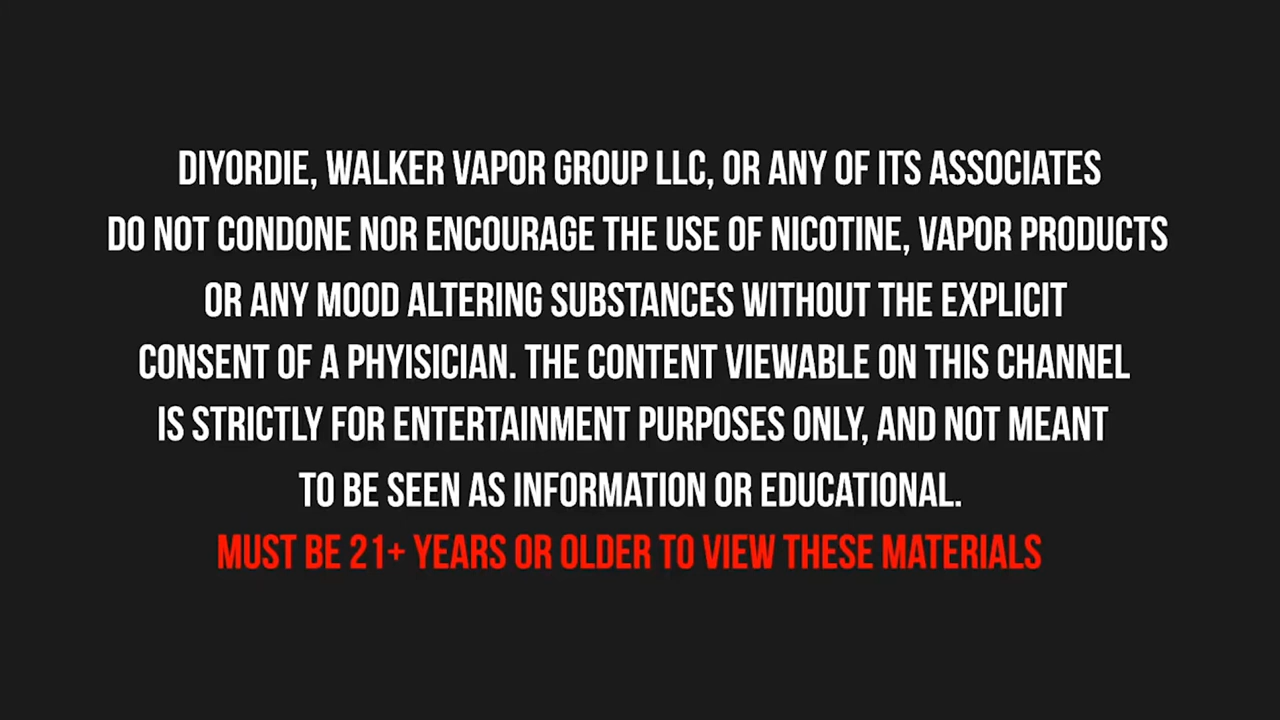 DIYORDIE, WALKER VAPOR GROUP LLC, OR ANY OF ITS ASSOCIATES
DO NOT CONDONE NOR ENCOURAGE THE USE OF NICOTINE, VAPOR PRODUCTS
OR ANY MOOD ALTERING SUBSTANCES WITHOUT THE EXPLICIT
CONSENT OF A PHYISICIAN. THE CONTENT VIEWABLE ON THIS CHANNEL
IS STRICTLY FOR ENTERTAINMENT PURPOSES ONLY, AND NOT MEANT
TO BE SEEN AS INFORMATION OR EDUCATIONAL.
MUST BE 21+ YEARS OR OLDER TO VIEW THESE MATERIALS